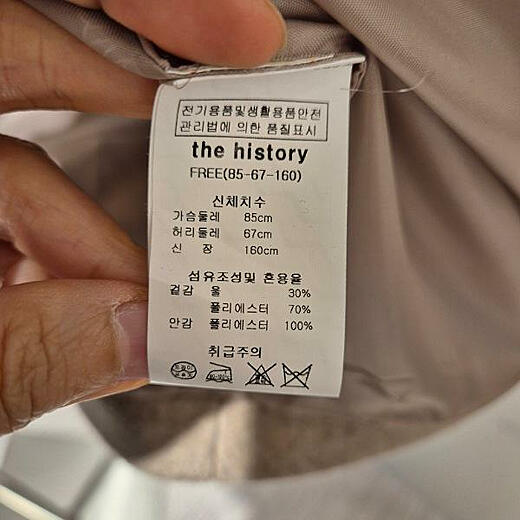 전기용품및생활용품안전
관리법에 의한 품질표시
the history
FREE(85-67-160)
신체치수
가슴둘레 85cm
허리둘레 67cm
신 장 160cm
섬유조성및 혼용율
겉감 울 30%
폴리에스터 70%
안감 폴리에스터 100%
취급주의